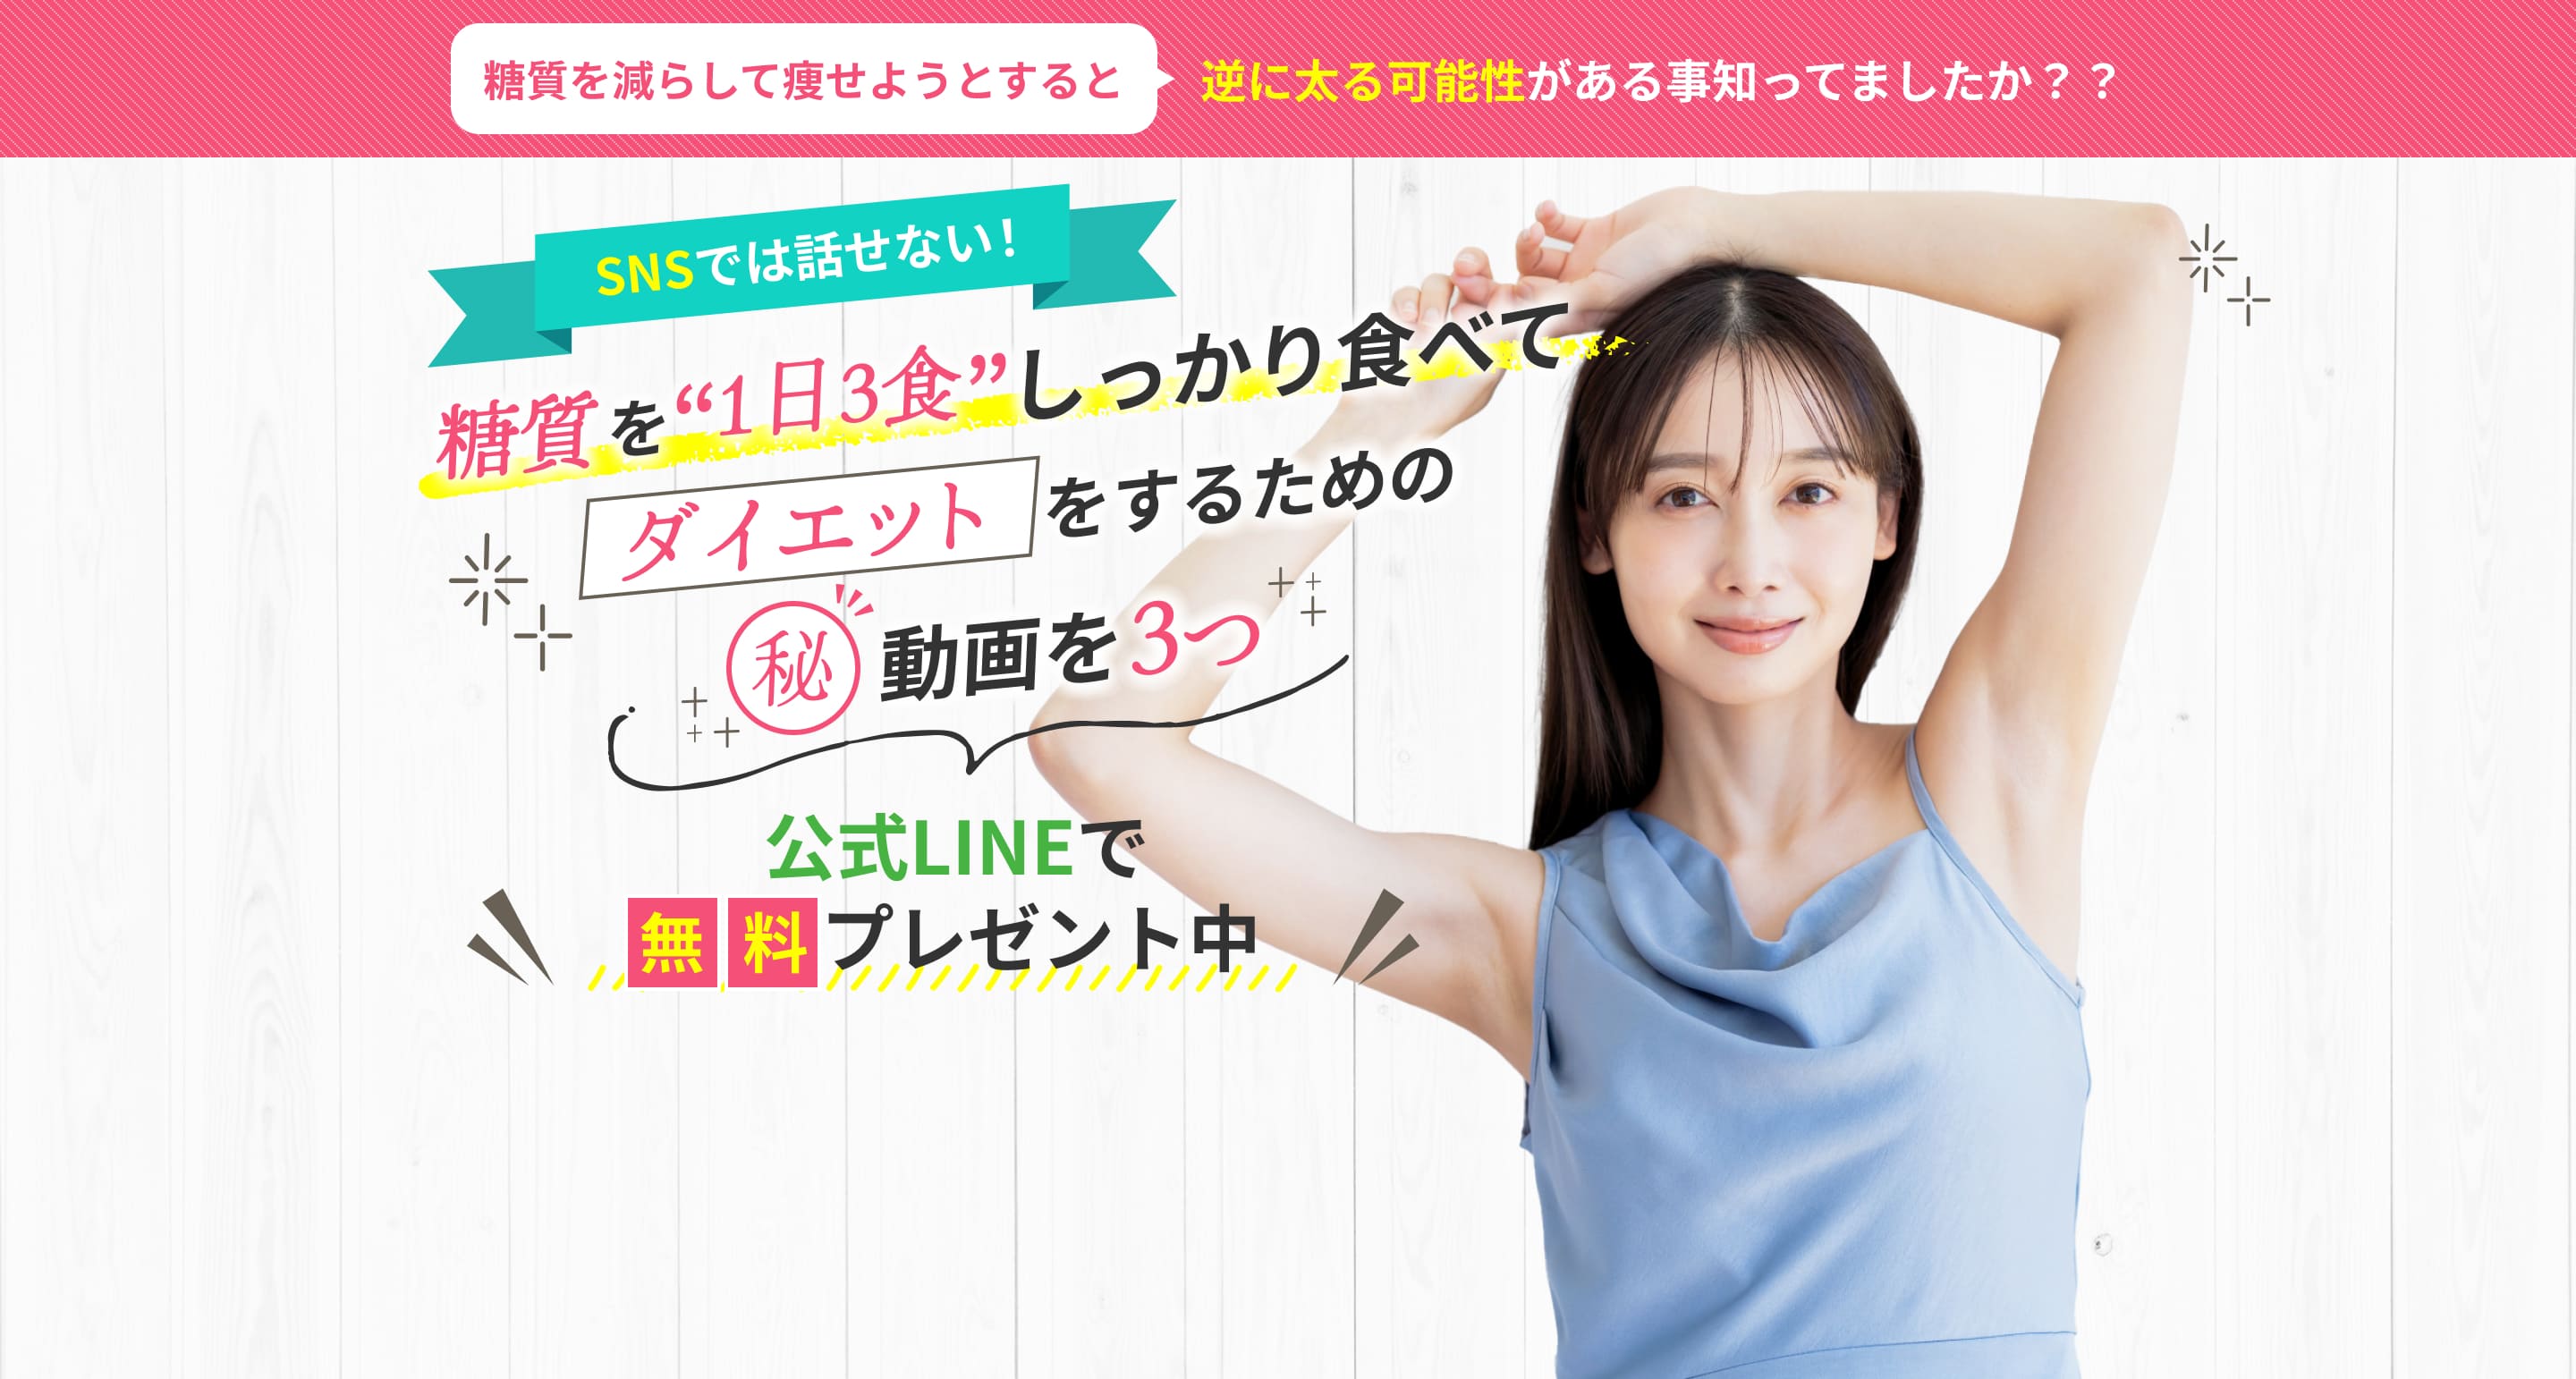 糖質を減らして痩せようとすると 逆に太る可能性がある事知ってましたか？？
SNSでは話せない！
糖質を“1日3食”しっかり食べて
ダイエットをするための
秘動画を3つ
公式LINEで
無料プレゼント中